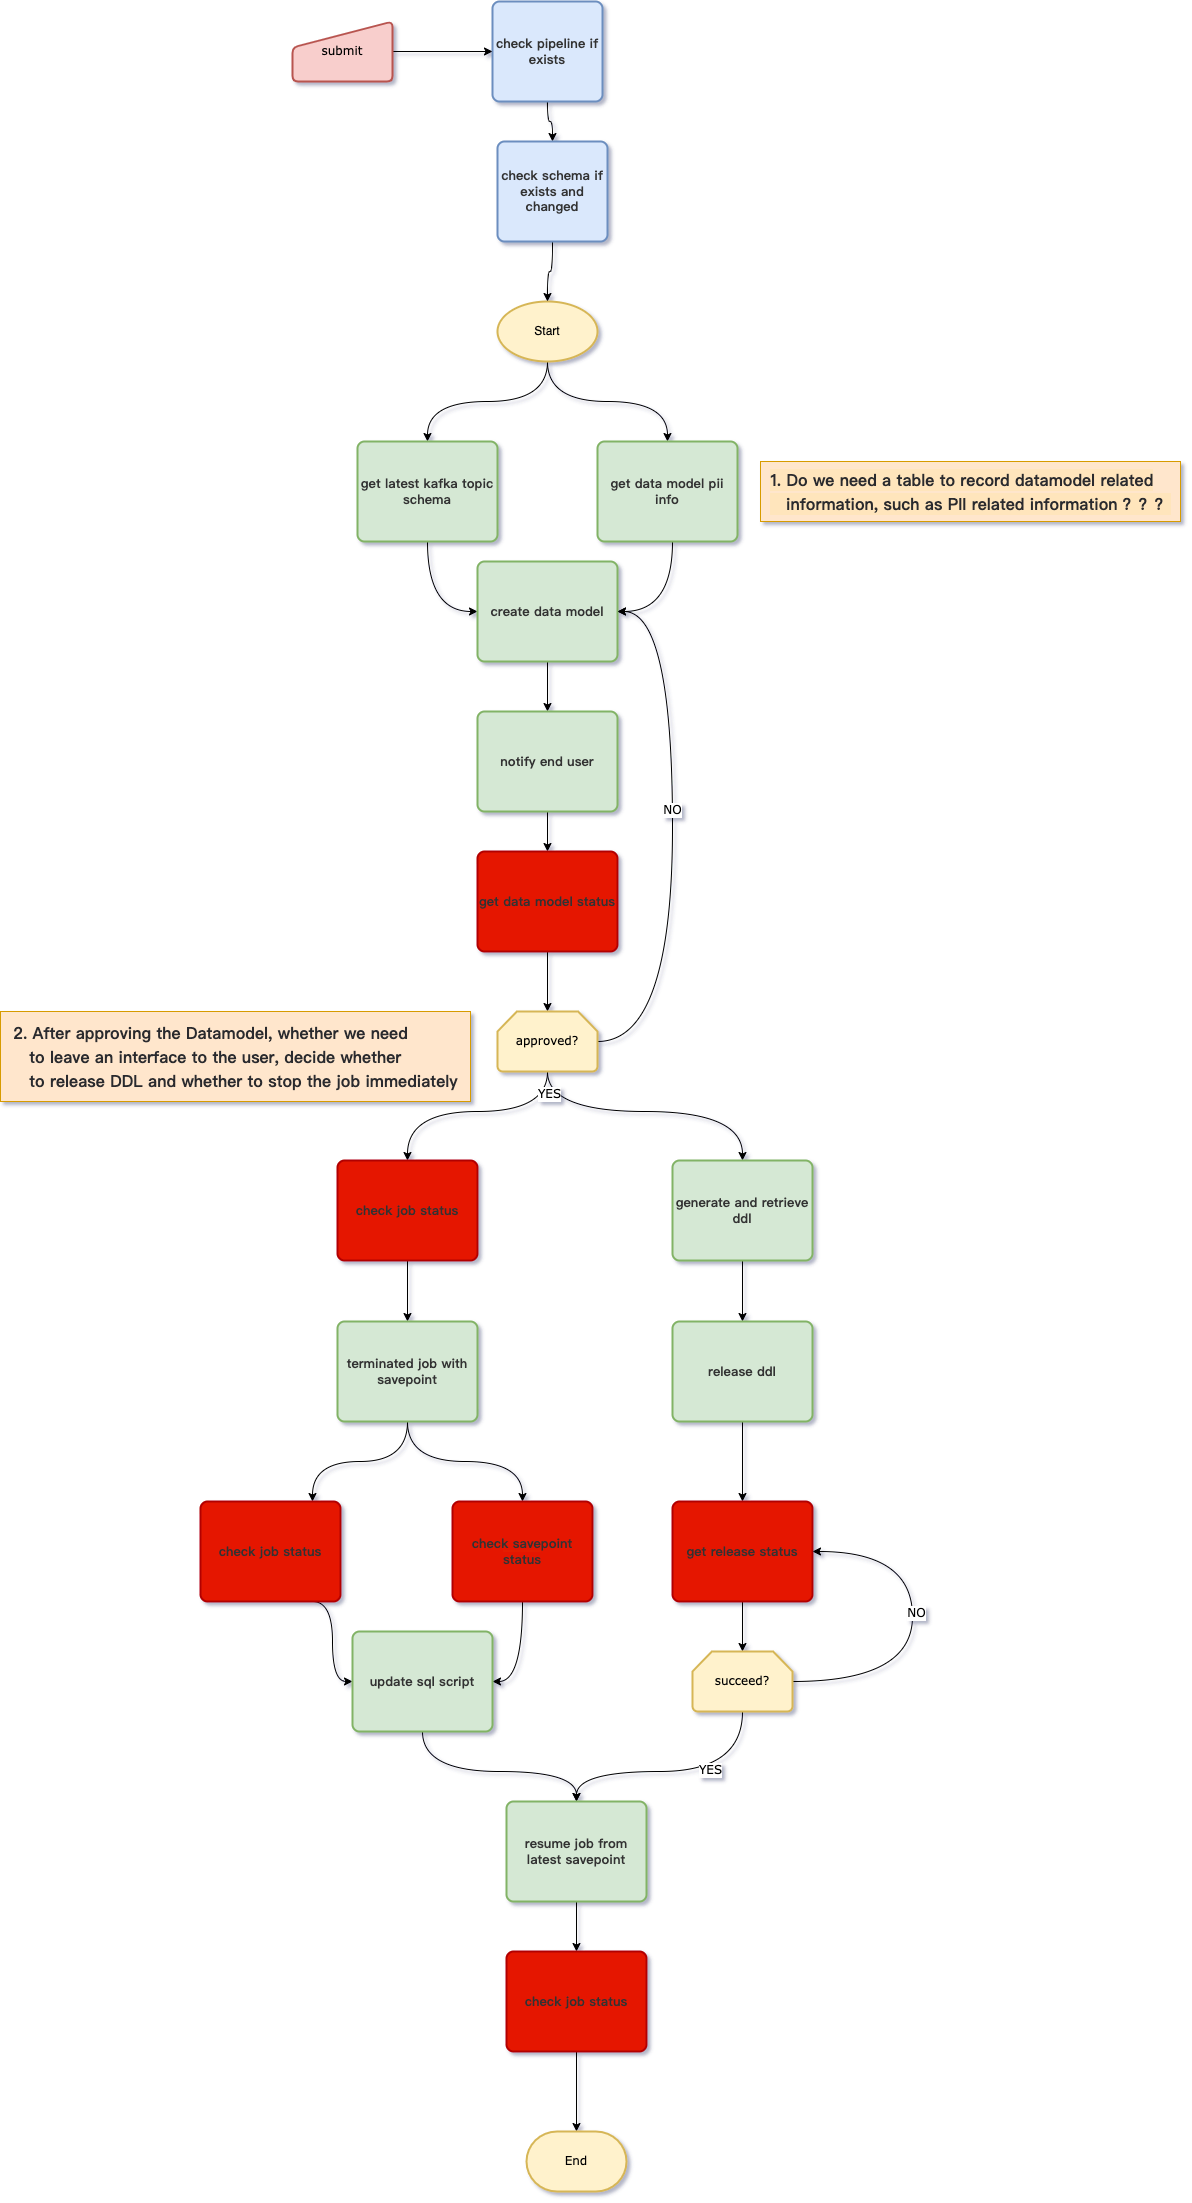 submit
check pipeline if
exists
check schema if
exists and
changed
Start
get latest kafka topic
schema
get data model pii
info
1. Do we need a table to record datamodel related
information, such as PII related information ? ? ?
create data model
notify end user
NO
get data model status
approved?
2. After approving the Datamodel, whether we need
to leave an interface to the user, decide whether
to release DDL and whether to stop the job immediately
YES
check job status
generate and retrieve
ddl
terminated job with
savepoint
release ddl
check job status
check savepoint
status
get release status
NO
update sql script
succeed?
YES
resume job from
latest savepoint
check job status
End